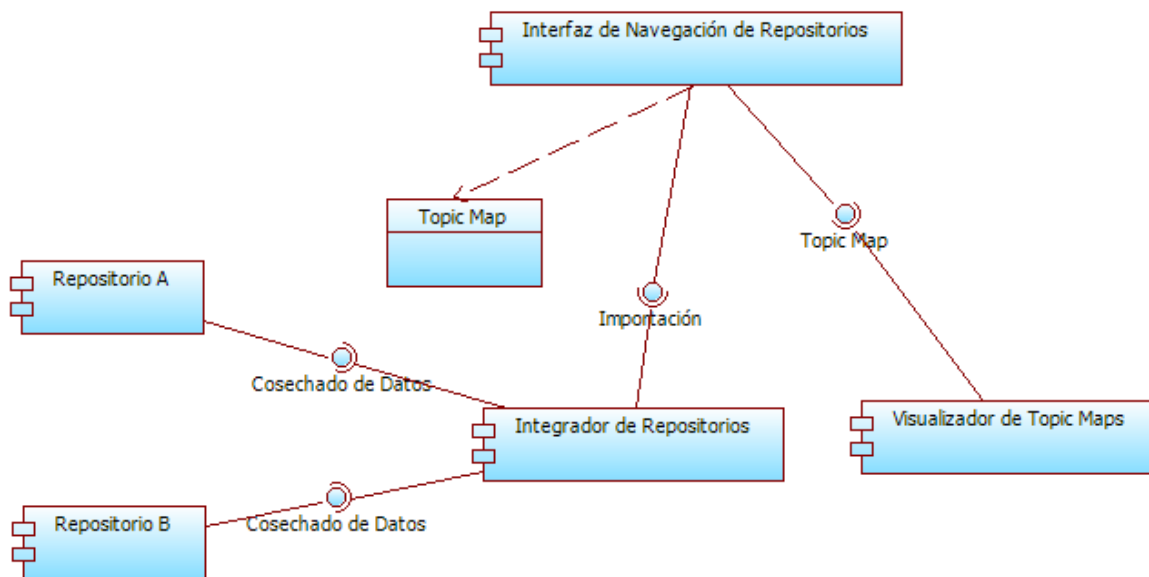 Interfaz de Navegación de Repositorios
Topic Map
Topic Map
Repositorio A
Importación
Cosechado de Datos
Integrador de Repositorios
Visualizador de Topic Maps
Repositorio B
Cosechado de Datos